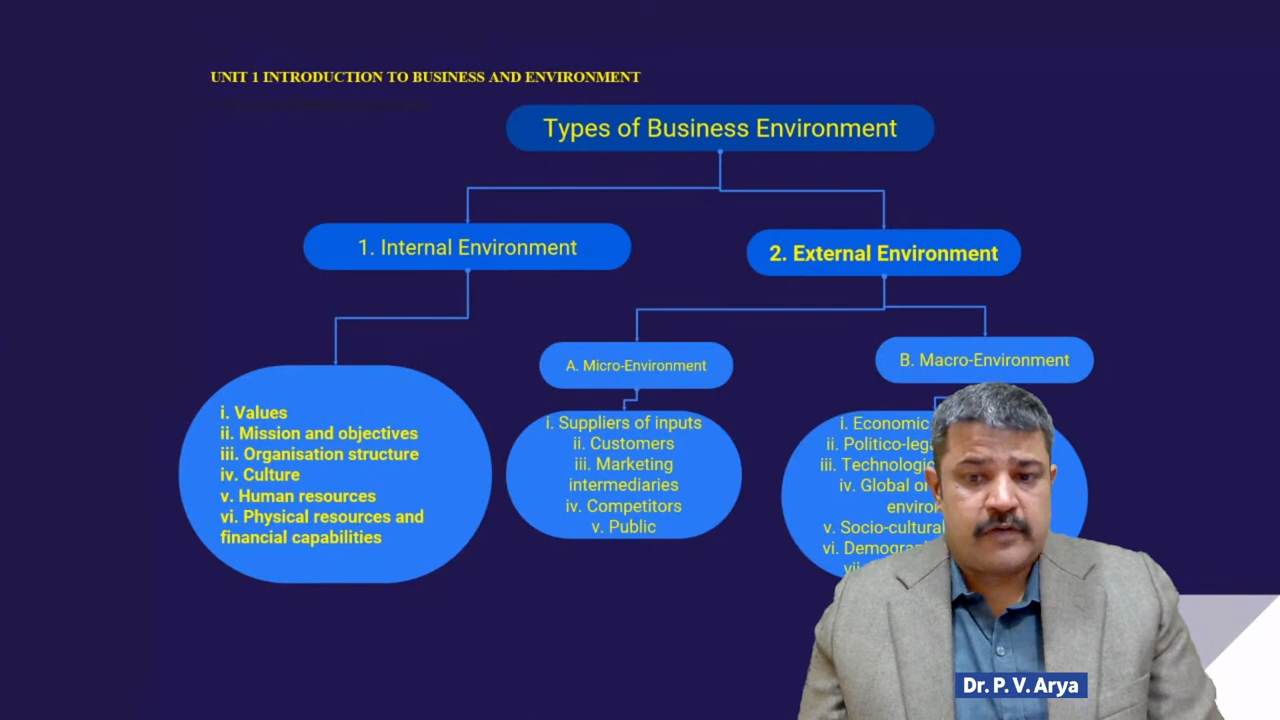 UNIT 1 INTRODUCTION TO BUSINESS AND ENVIRONMENT
Types of Business Environment
1. Internal Environment
2. External Environment
A. Micro-Environment
B. Macro-Environment
i. Values
ii. Mission and objectives
iii. Organisation structure
iv. Culture
v. Human resources
vi. Physical resources and
financial capabilities
i. Suppliers of inputs
ii. Customers
iii. Marketing
intermediaries
iv. Competitors
v. Public
i. Economic
ii.
iii.
iv. Global
v. Socio-cultural
vi.
Dr. P. V. Arya